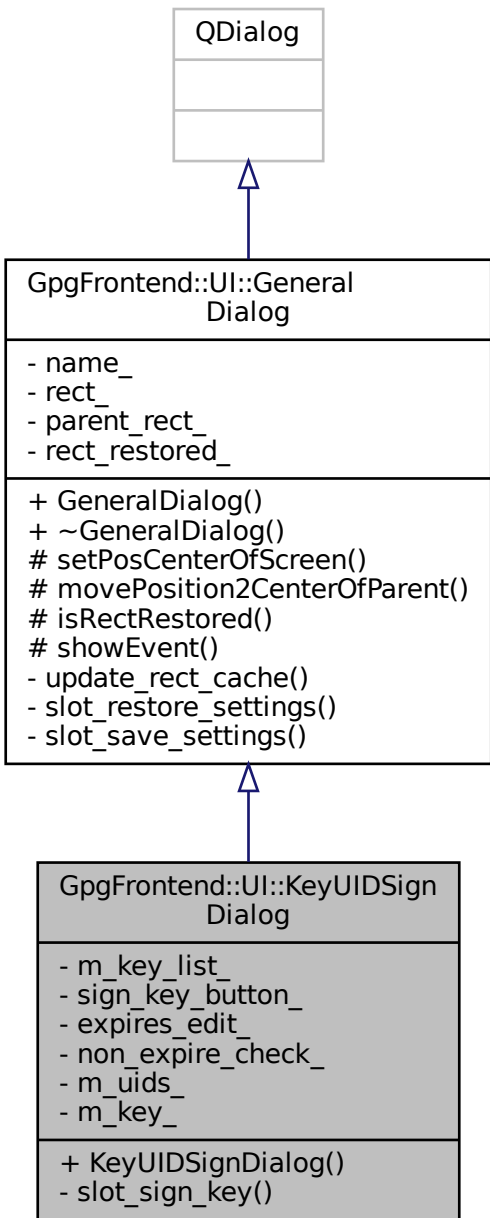 QDialog
GpgFrontend::UI::General
Dialog
- name_
- rect_
- parent_rect_
- rect_restored_
+ GeneralDialog()
+ ~GeneralDialog()
# setPosCenterOfScreen()
# movePosition2CenterOfParent()
# isRectRestored()
# showEvent()
- update_rect_cache()
- slot_restore_settings()
- slot_save_settings()
GpgFrontend::UI::KeyUIDSign
Dialog
- m_key_list_
- sign_key_button_
- expires_edit_
- non_expire_check_
- m_uids_
- m_key_
+ KeyUIDSignDialog()
- slot_sign_key()